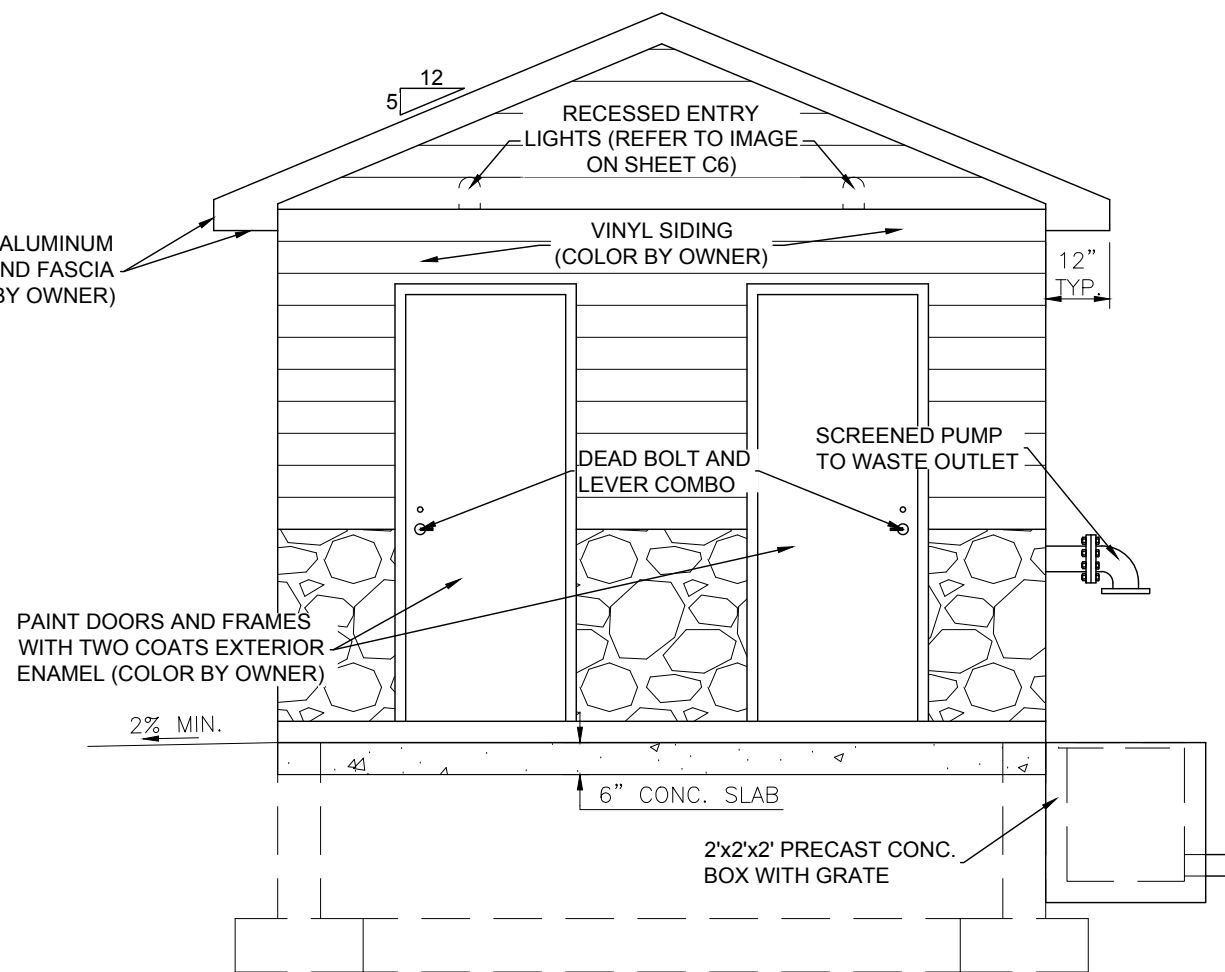 12
5
RECESSED ENTRY
LIGHTS (REFER TO IMAGE
ON SHEET C6)
ALUMINUM
ND FASCIA
BY OWNER)
VINYL SIDING
(COLOR BY OWNER)
12"
TYP.
SCREENED PUMP
TO WASTE OUTLET
DEAD BOLT AND
LEVER COMBO
PAINT DOORS AND FRAMES
WITH TWO COATS EXTERIOR
ENAMEL (COLOR BY OWNER)
2% MIN.
6" CONC. SLAB
2'x2'x2' PRECAST CONC.
BOX WITH GRATE